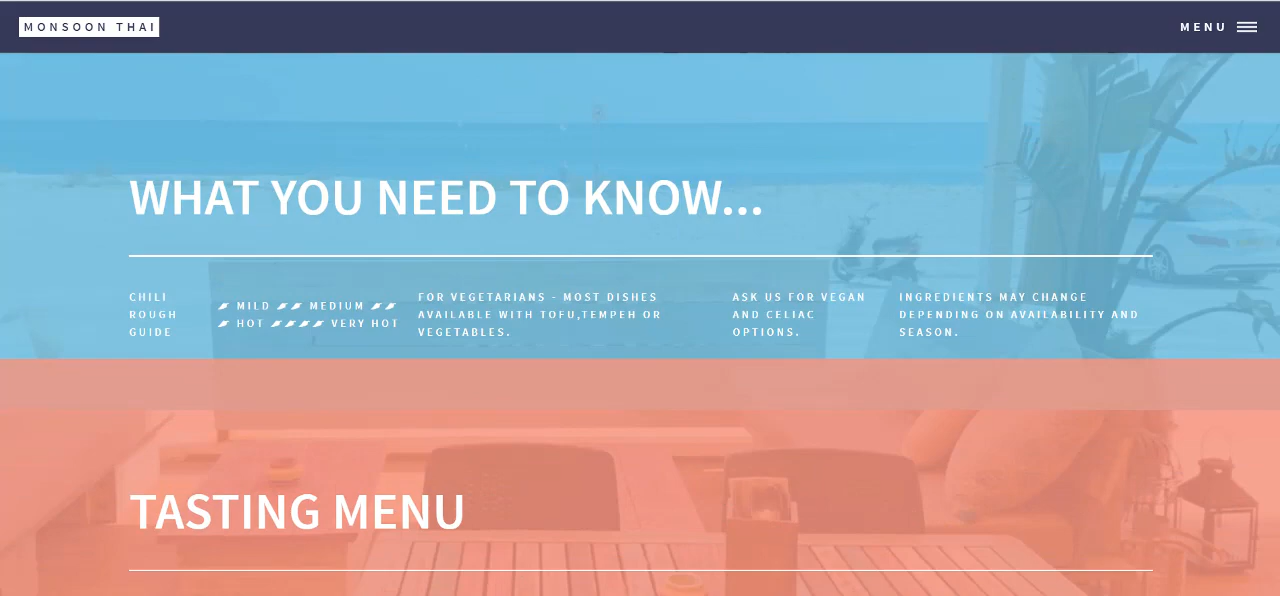 MONSOON THAI
MENU
WHAT YOU NEED TO KNOW...
CHILI
ROUGH
GUIDE
MILD MEDIUM
HOT VERY HOT
FOR VEGETARIANS - MOST DISHES
AVAILABLE WITH TOFU,TEMPEH OR
VEGETABLES.
ASK US FOR VEGAN
AND CELIAC
OPTIONS.
INGREDIENTS MAY CHANGE
DEPENDING ON AVAILABILITY AND
SEASON.
TASTING MENU